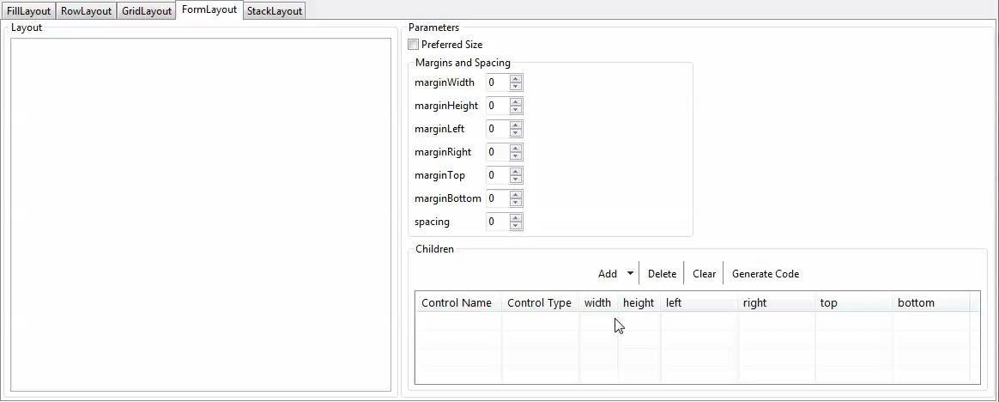 FillLayout RowLayout GridLayout FormLayout StackLayout
Layout
Parameters
Preferred Size
Margins and Spacing
marginWidth 0
marginHeight 0
marginLeft 0
marginRight 0
marginTop 0
marginBottom 0
spacing 0
Children
Add Delete Clear Generate Code
Control Name Control Type width height left right top bottom